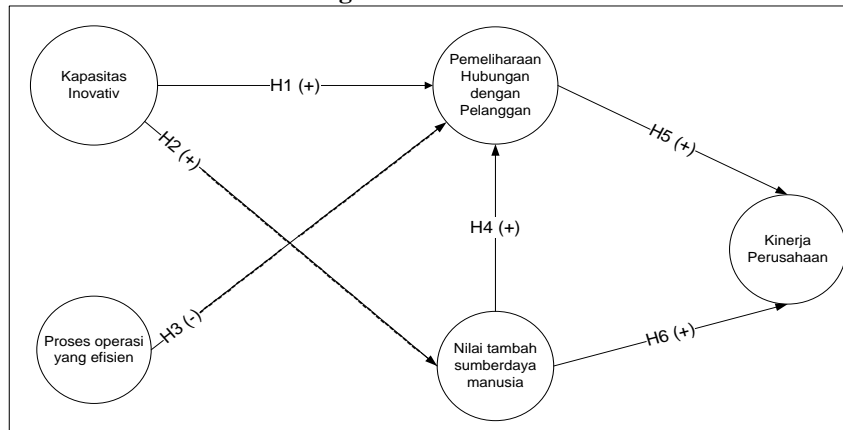 Kapasitas
Inovativ
H1 (+)
Pemeliharaan
Hubungan
dengan
Pelanggan
H2 (+)
H5 (+)
H4 (+)
Kinerja
Perusahaan
H3 (-)
Proses operasi
yang efisien
Nilai tambah
sumberdaya
manusia
H6 (+)